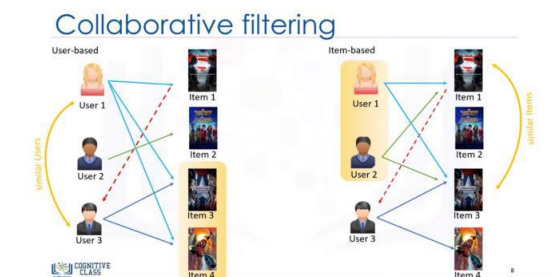 Collaborative filtering
User-based
User 1
User 2
User 3
similar Users
Item 1
Item 2
Item 3
Item 4
Item-based
User 1
User 2
User 3
Item 1
Item 2
Item 3
Item 4
similar Items
COGNITIVE
CLASS
8